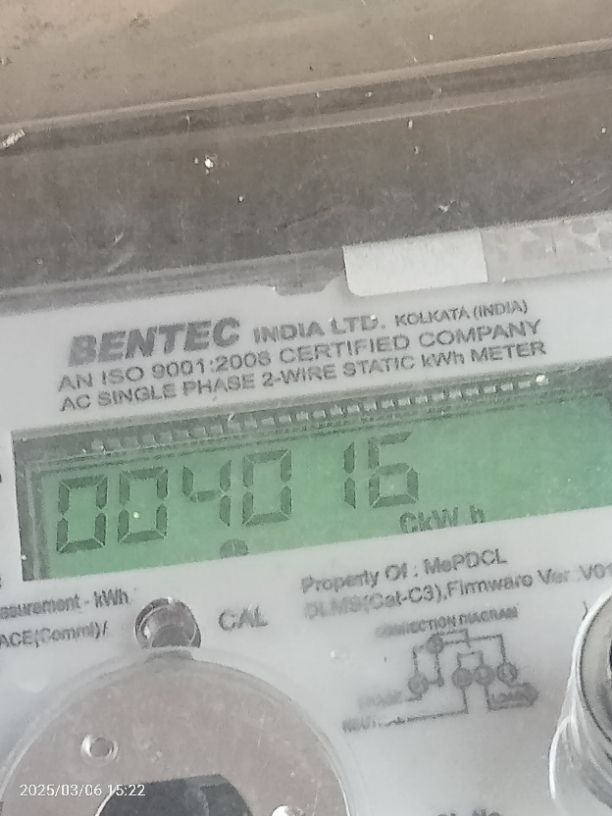 BENTEC INDIA LTD. KOLKATA (INDIA)
AN ISO 9001:2008 CERTIFIED COMPANY
AC SINGLE PHASE 2-WIRE STATIC kWh METER
004016
CkW h
Property Of : MePDCL
DLMS(Cat-C3),Firmware Ver :V01
asurement - kWh
CAL
CONNECTION DIAGRAM
LOAD
2025/03/06 15:22